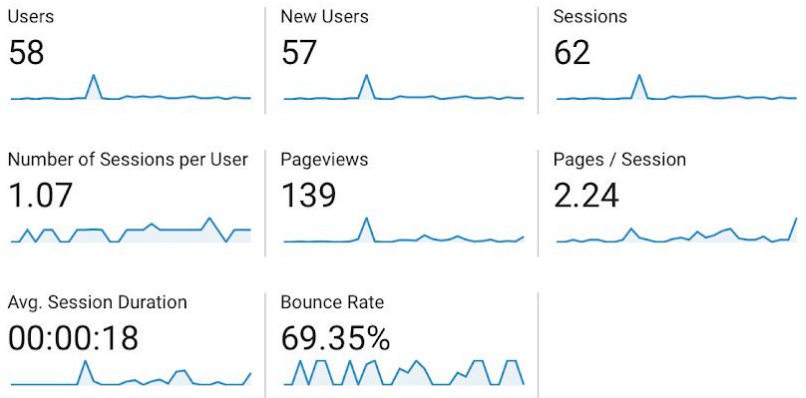 Users
58
New Users
57
Sessions
62
Number of Sessions per User
1.07
Pageviews
139
Pages / Session
2.24
Avg. Session Duration
00:00:18
Bounce Rate
69.35%